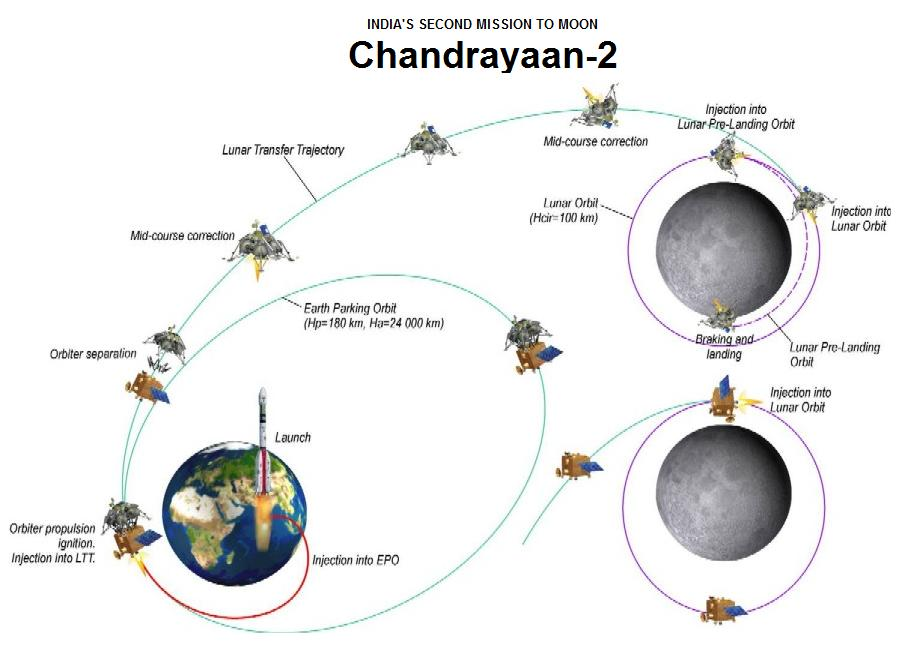 INDIA'S SECOND MISSION TO MOON
Chandrayaan-2
Injection into
Lunar Pre-Landing Orbit
Mid-course correction
Lunar Transfer Trajectory
Lunar Orbit
(Hcir=100 km)
Injection into
Lunar Orbit
Mid-course correction
Earth Parking Orbit
(Hp=180 km, Ha=24 000 km)
Orbiter separation
Braking and
landing
Lunar Pre-Landing
Orbit
Injection into
Lunar Orbit
Launch
Orbiter propulsion
ignition.
Injection into LTT.
Injection into EPO